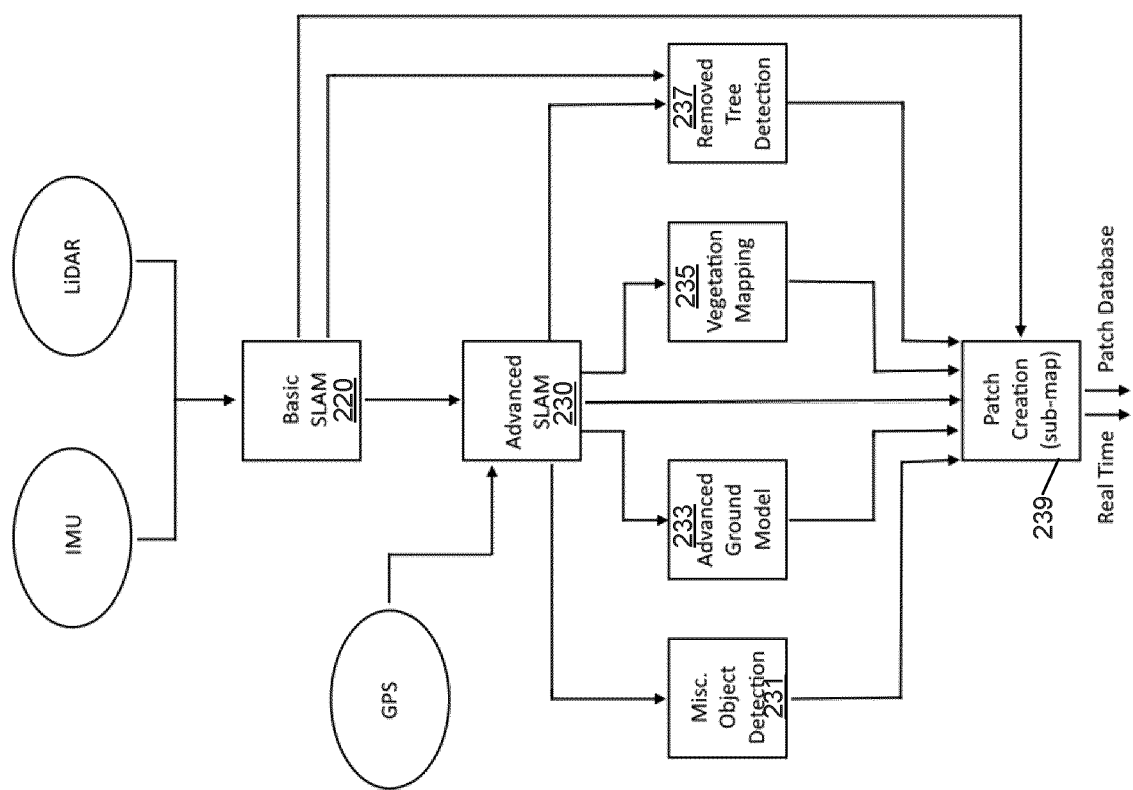 LiDAR
IMU
GPS
Basic
SLAM
220
Advanced
SLAM
230
237
Removed
Tree
Detection
235
Vegetation
Mapping
233
Advanced
Ground
Model
Misc.
Object
Detection
231
Patch
Creation
(sub-map)
239
Patch Database
Real Time